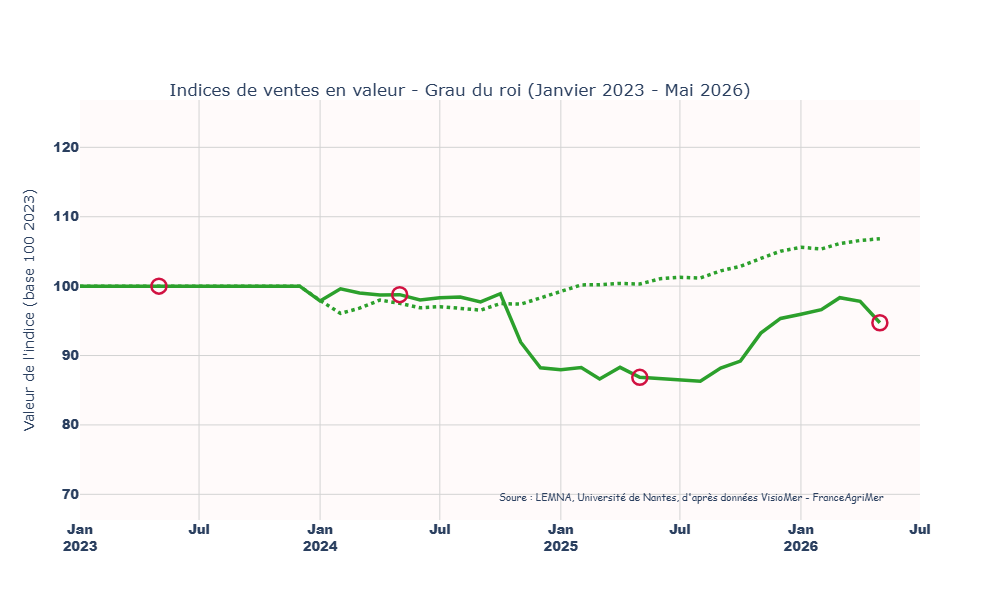 Indices de ventes en valeur - Grau du roi (Janvier 2023 - Mai 2026)
Valeur de l'indice (base 100 2023)
120
110
100
90
80
70
Soure : LEMNA, Université de Nantes, d'après données VisioMer - FranceAgriMer
Jan Jul Jan Jul Jan Jul Jan Jul
2023 2024 2025 2026